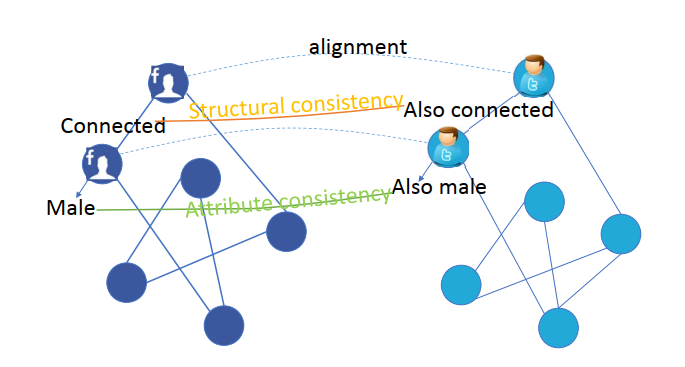 alignment
Structural consistency
Connected
Also connected
Male
Attribute consistency
Also male
f
f
t
t